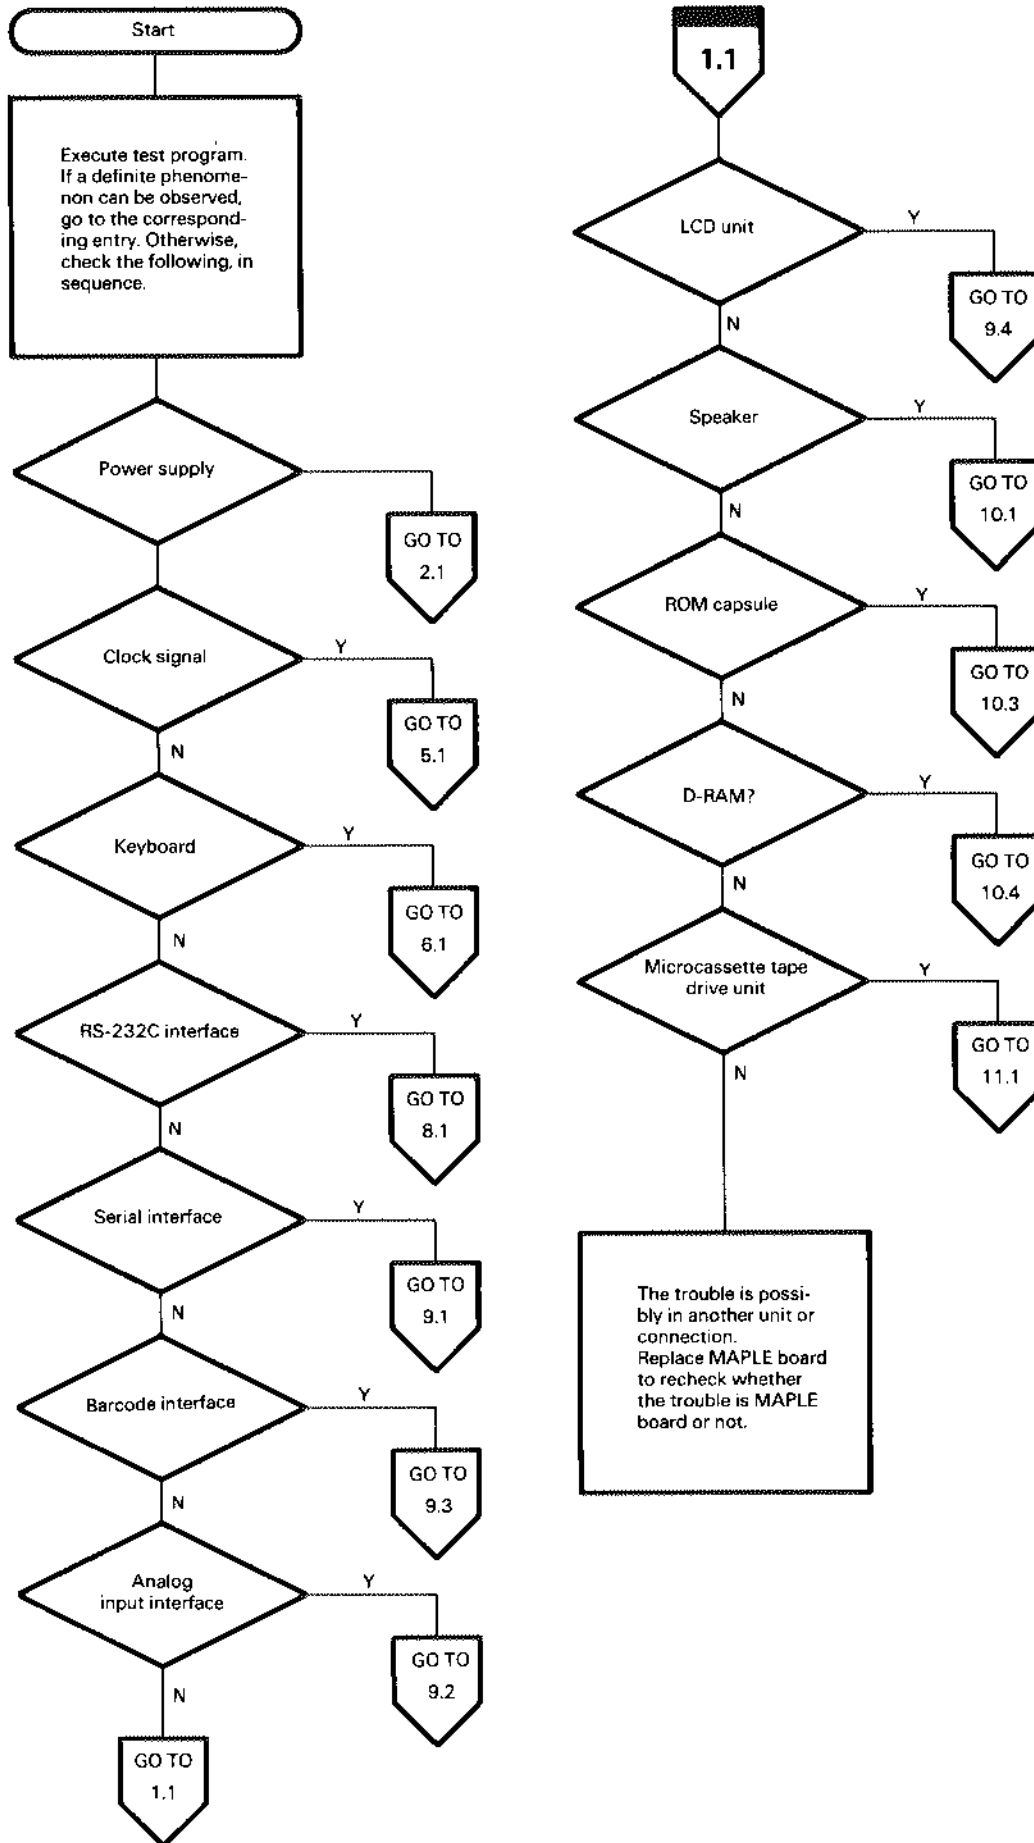 Start
Execute test program.
If a definite phenome-
non can be observed,
go to the correspond-
ing entry. Otherwise,
check the following, in
sequence.
Power supply
GO TO
2.1
Clock signal
Y
GO TO
5.1
N
Keyboard
Y
GO TO
6.1
N
RS-232C interface
Y
GO TO
8.1
N
Serial interface
Y
GO TO
9.1
N
Barcode interface
Y
GO TO
9.3
N
Analog
input interface
Y
GO TO
9.2
N
GO TO
1.1
1.1
LCD unit
Y
GO TO
9.4
N
Speaker
Y
GO TO
10.1
N
ROM capsule
Y
GO TO
10.3
N
D-RAM?
Y
GO TO
10.4
N
Microcassette tape
drive unit
Y
GO TO
11.1
N
The trouble is possi-
bly in another unit or
connection.
Replace MAPLE board
to recheck whether
the trouble is MAPLE
board or not.